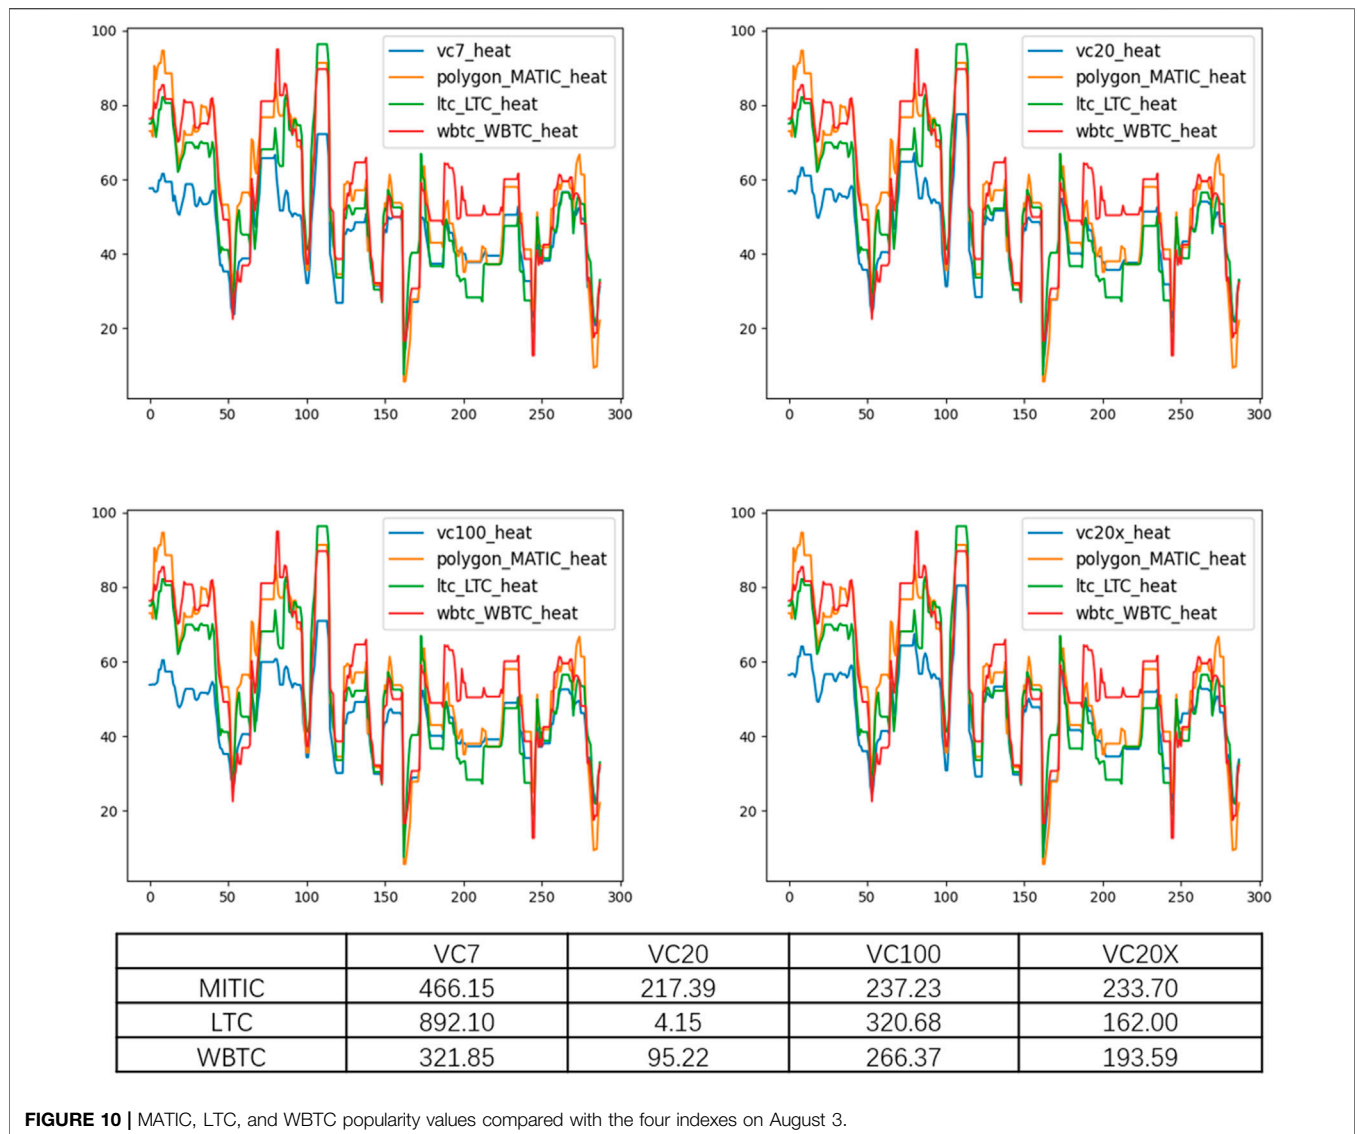 100
80
60
40
20
0 50 100 150 200 250 300
vc7_heat
polygon_MATIC_heat
ltc_LTC_heat
wbtc_WBTC_heat
100
80
60
40
20
0 50 100 150 200 250 300
vc20_heat
polygon_MATIC_heat
ltc_LTC_heat
wbtc_WBTC_heat
100
80
60
40
20
0 50 100 150 200 250 300
vc100_heat
polygon_MATIC_heat
ltc_LTC_heat
wbtc_WBTC_heat
100
80
60
40
20
0 50 100 150 200 250 300
vc20x_heat
polygon_MATIC_heat
ltc_LTC_heat
wbtc_WBTC_heat
VC7 VC20 VC100 VC20X
MITIC 466.15 217.39 237.23 233.70
LTC 892.10 4.15 320.68 162.00
WBTC 321.85 95.22 266.37 193.59
FIGURE 10 | MATIC, LTC, and WBTC popularity values compared with the four indexes on August 3.